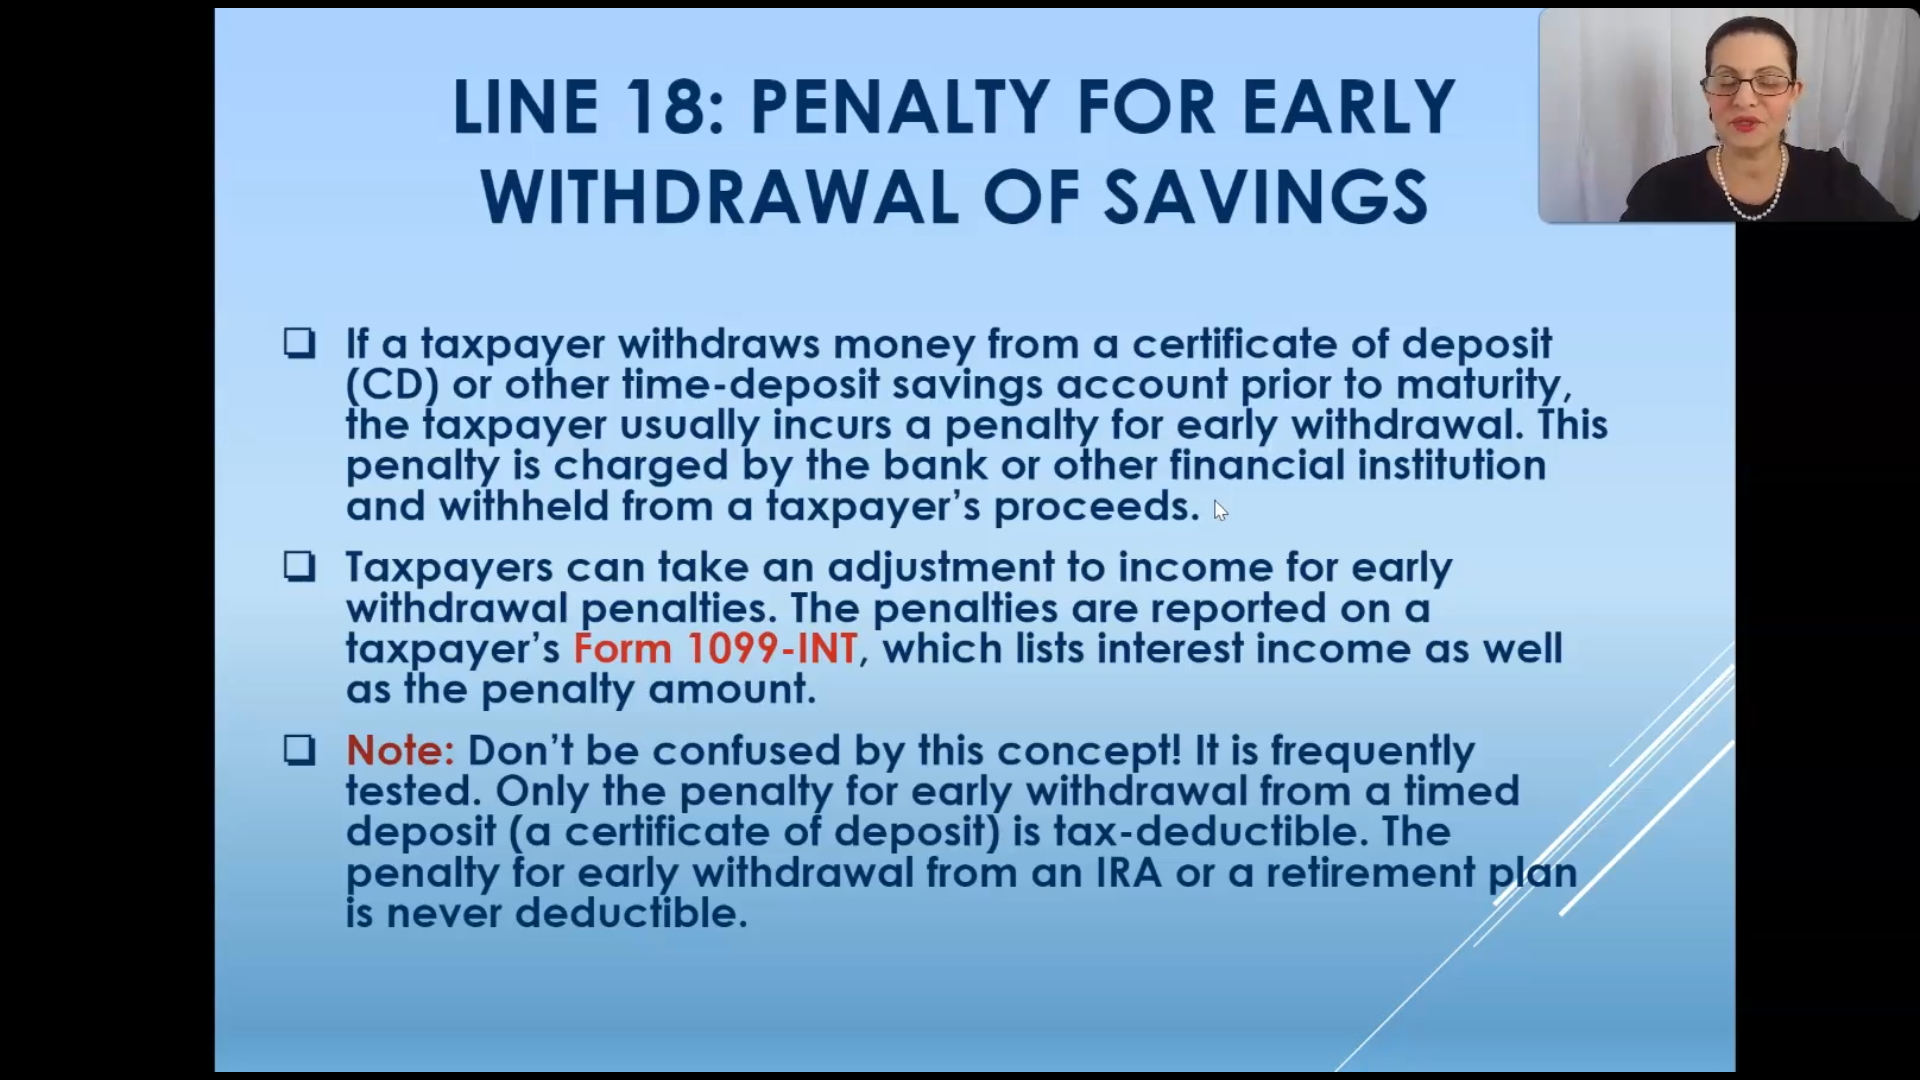 LINE 18: PENALTY FOR EARLY
WITHDRAWAL OF SAVINGS
If a taxpayer withdraws money from a certificate of deposit
(CD) or other time-deposit savings account prior to maturity,
the taxpayer usually incurs a penalty for early withdrawal. This
penalty is charged by the bank or other financial institution
and withheld from a taxpayer’s proceeds.
Taxpayers can take an adjustment to income for early
withdrawal penalties. The penalties are reported on a
taxpayer’s Form 1099-INT, which lists interest income as well
as the penalty amount.
Note: Don’t be confused by this concept! It is frequently
tested. Only the penalty for early withdrawal from a timed
deposit (a certificate of deposit) is tax-deductible. The
penalty for early withdrawal from an IRA or a retirement plan
is never deductible.